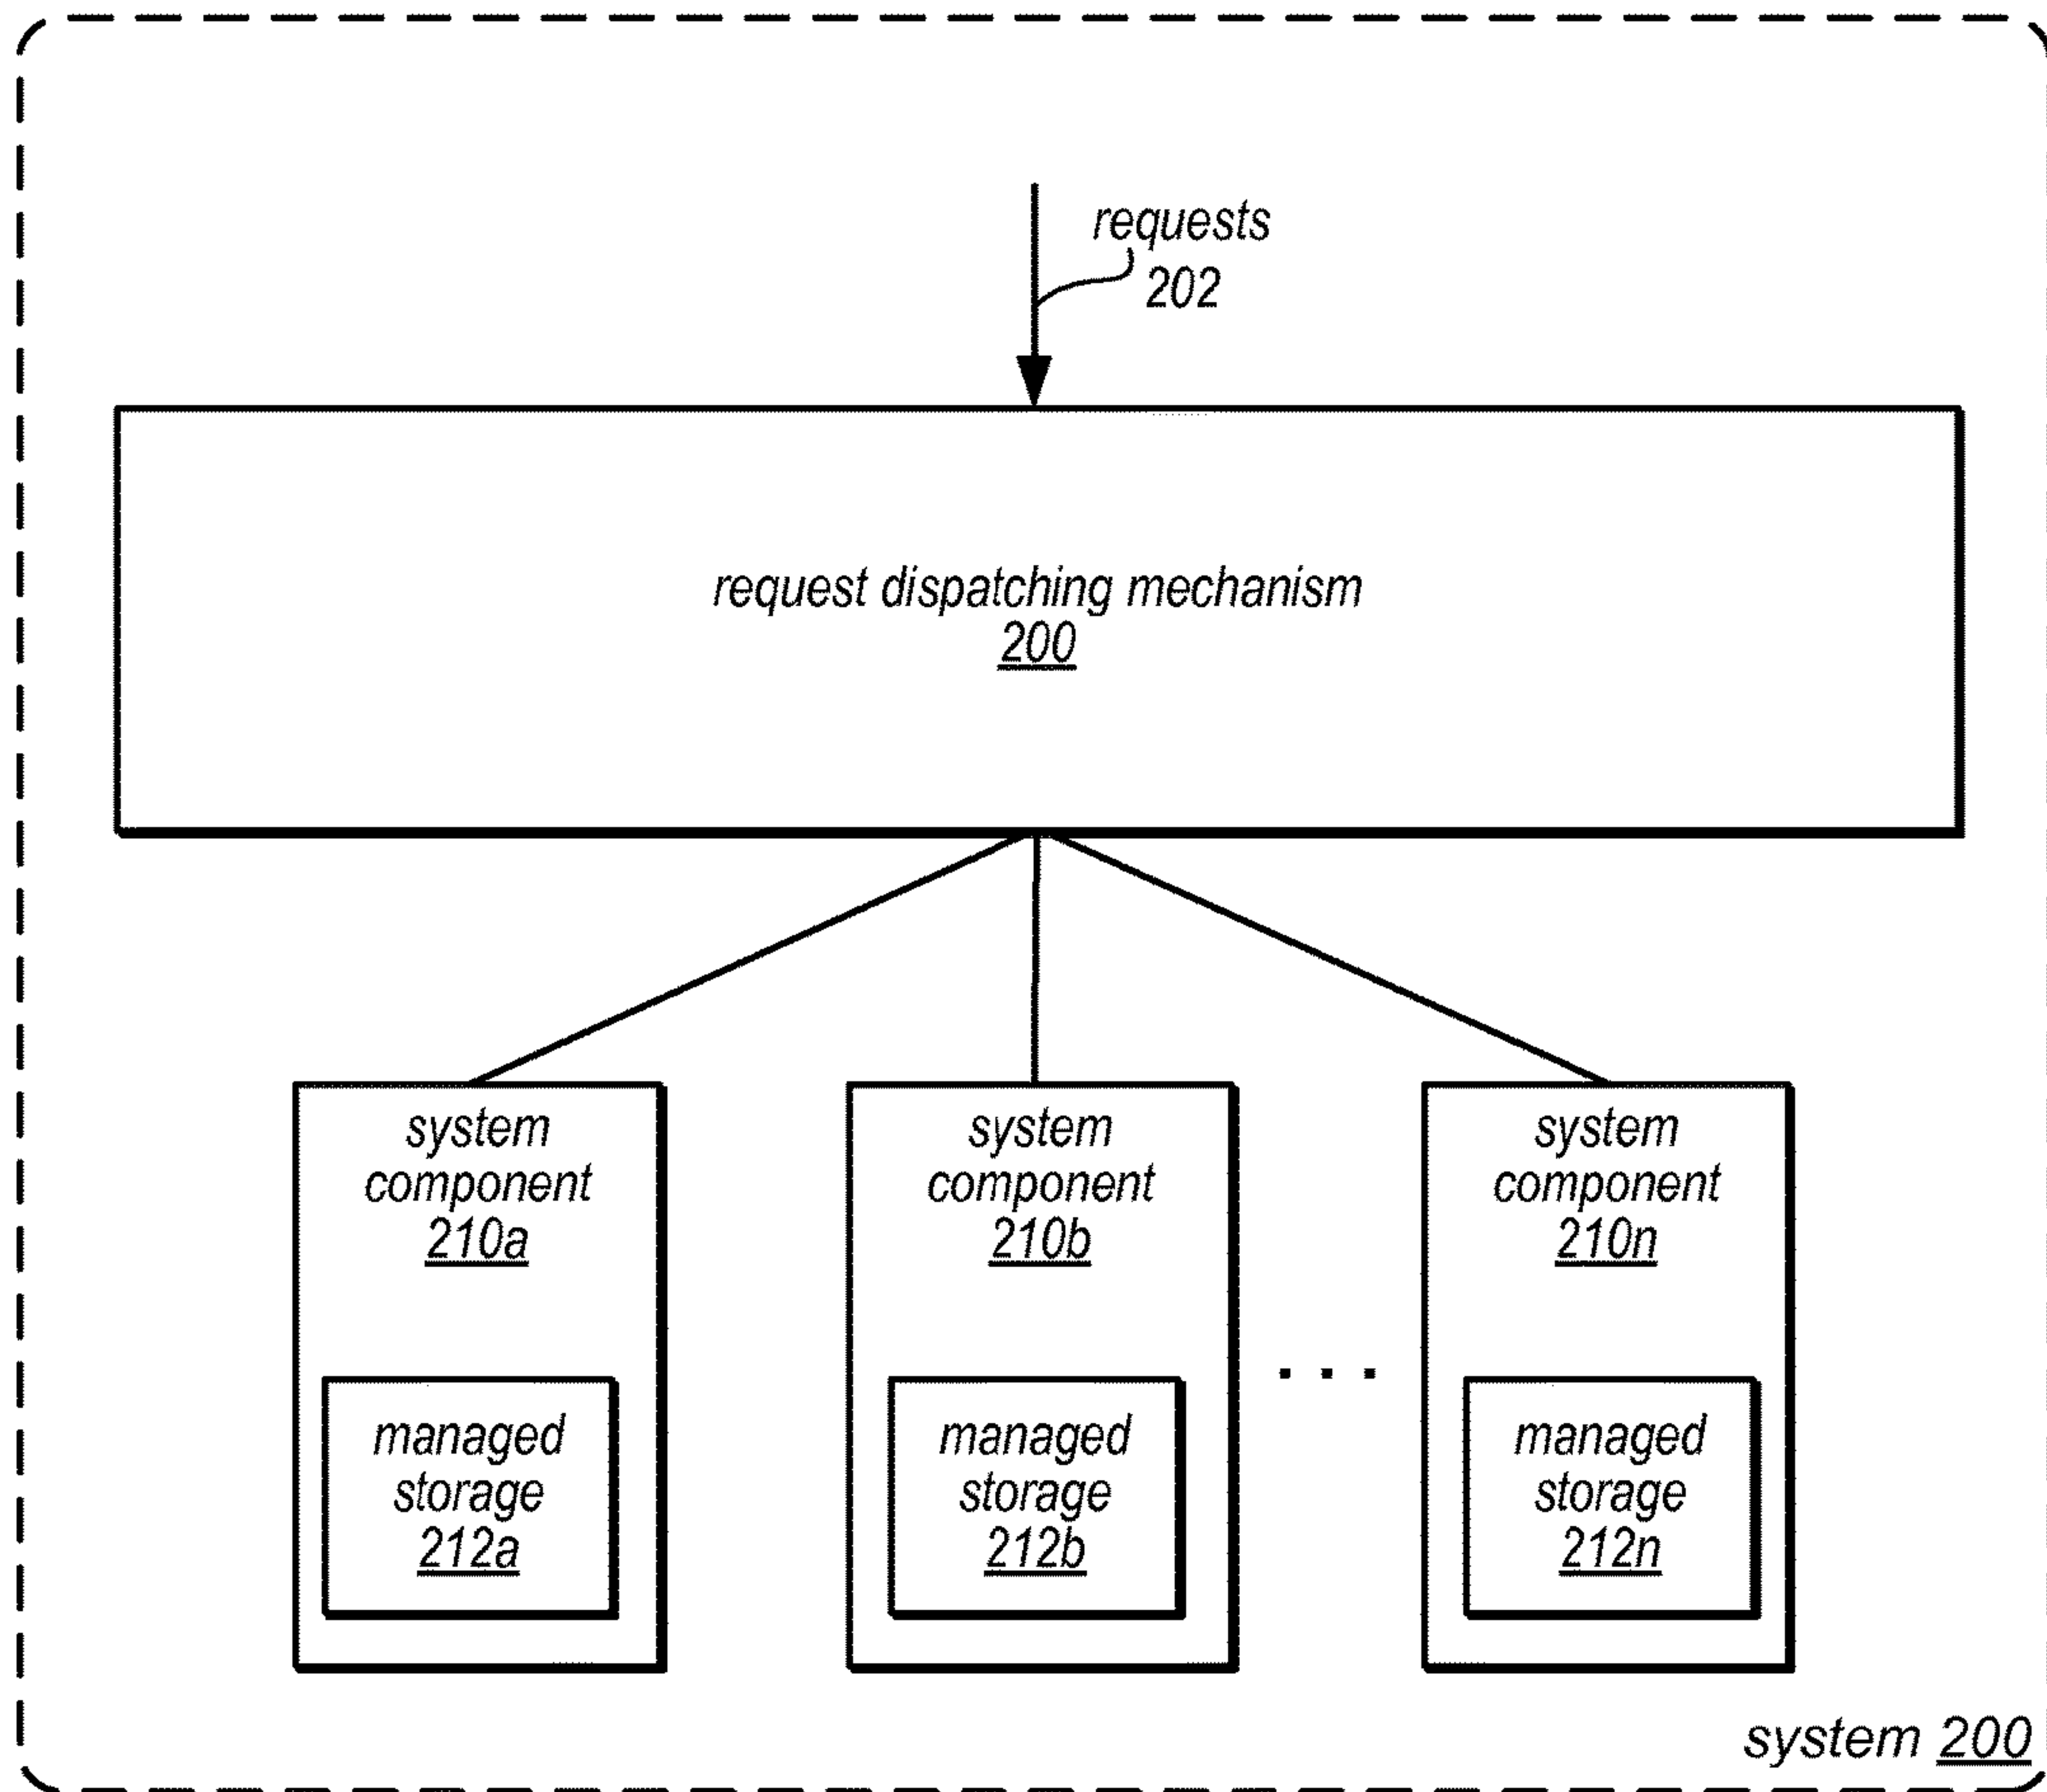 requests
202
request dispatching mechanism
200
system
component
210a
system
component
210b
system
component
210n
. . .
managed
storage
212a
managed
storage
212b
managed
storage
212n
system 200